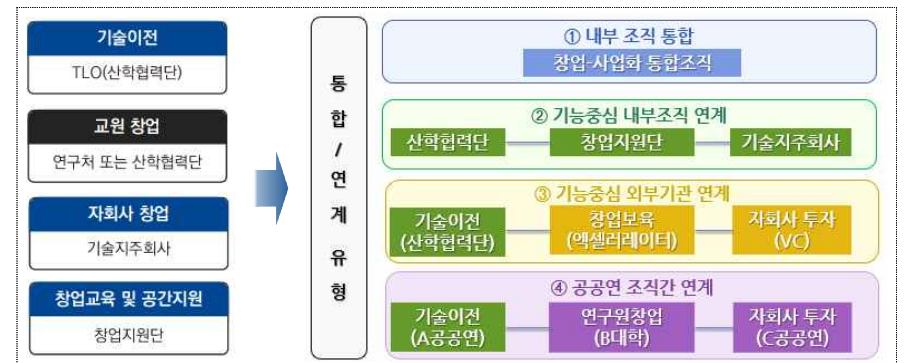 기술이전
TLO(산학협력단)
교원 창업
연구처 또는 산학협력단
자회사 창업
기술지주회사
창업교육 및 공간지원
창업지원단
통
합
/
연
계
유
형
① 내부 조직 통합
창업-사업화 통합조직
② 기능중심 내부조직 연계
산학협력단 창업지원단 기술지주회사
③ 기능중심 외부기관 연계
기술이전 창업보육 자회사 투자
(산학협력단) (액셀러레이터) (VC)
④ 공공연 조직간 연계
기술이전 연구원창업 자회사 투자
(A공공연) (B대학) (C공공연)